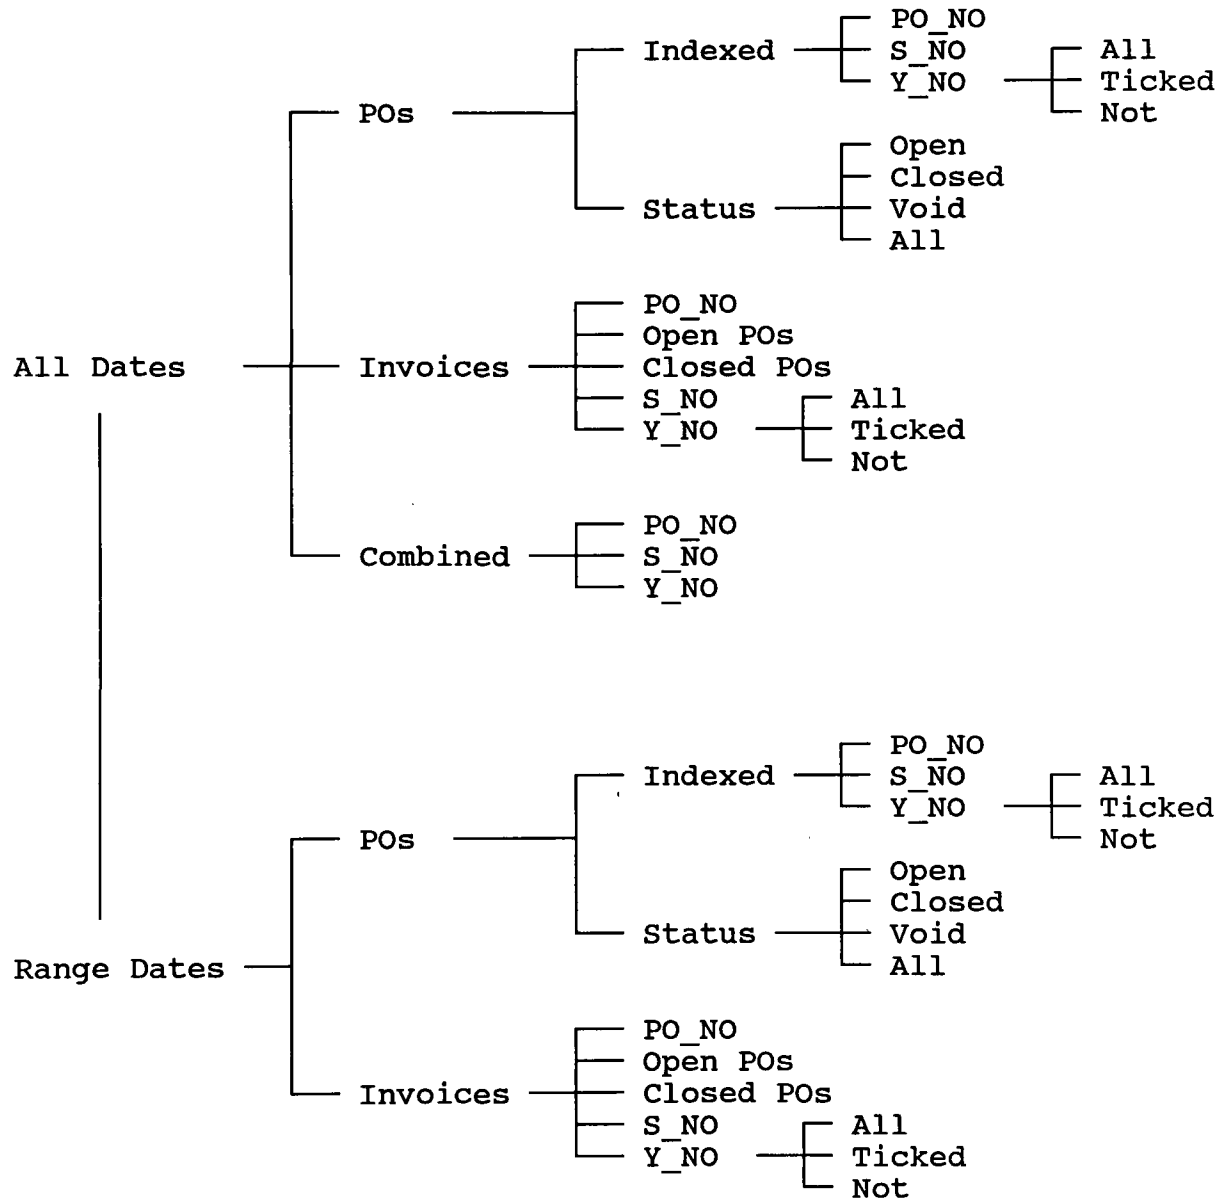 PO_NO
Indexed S_NO All
Y_NO Ticked
POs Not
Open
Closed
Status Void
All
PO_NO
Open POs
All Dates Invoices Closed POs
S_NO All
Y_NO Ticked
Not
PO_NO
Combined S_NO
Y_NO
PO_NO
Indexed S_NO All
Y_NO Ticked
POs Not
Open
Closed
Status Void
Range Dates All
PO_NO
Open POs
Invoices Closed POs
S_NO All
Y_NO Ticked
Not